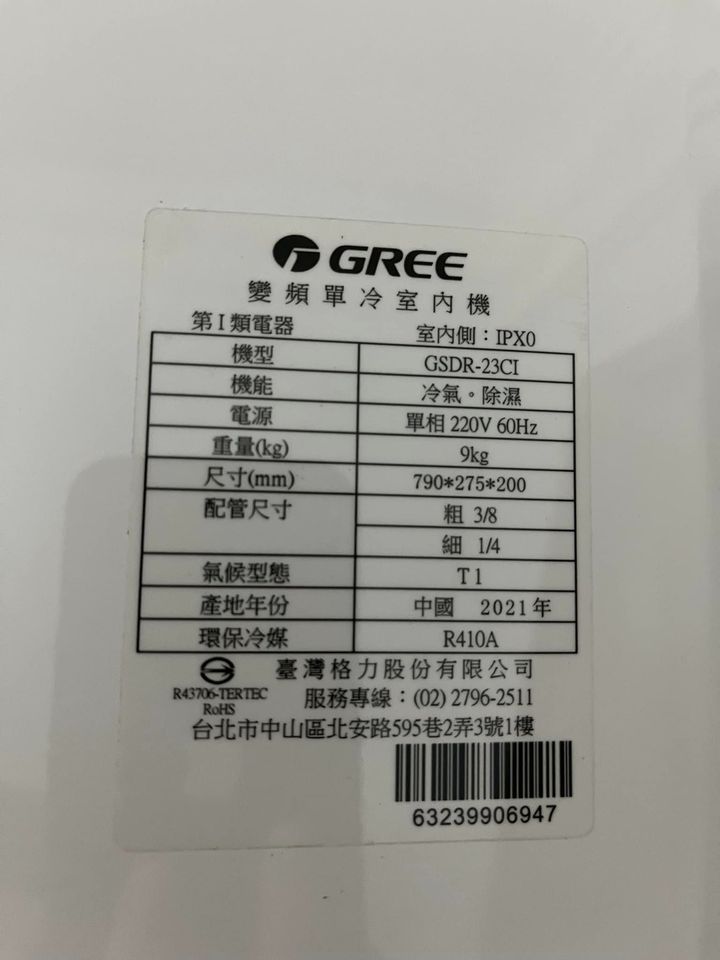 GREE
變頻單冷室內機
第I類電器 室內側：IPX0
機型 GSDR-23CI
機能 冷氣。除濕
電源 單相 220V 60Hz
重量(kg) 9kg
尺寸(mm) 790*275*200
配管尺寸 粗 3/8
細 1/4
氣候型態 T1
產地年份 中國 2021年
環保冷媒 R410A
臺灣格力股份有限公司
R43706-TERTEC 服務專線：(02) 2796-2511
RoHS
台北市中山區北安路595巷2弄3號1樓
63239906947